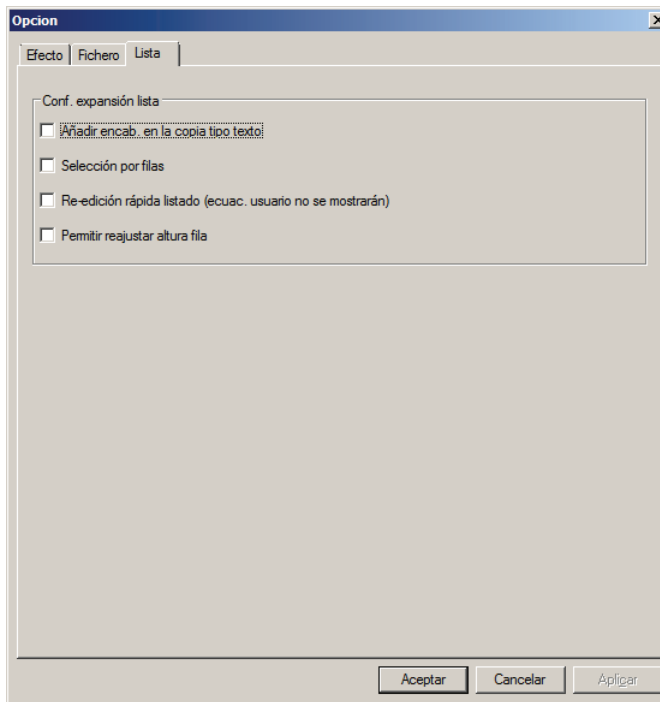 Opcion
Efecto Fichero Lista
Conf. expansión lista
Añadir encab. en la copia tipo texto
Selección por filas
Re-edición rápida listado (ecuac. usuario no se mostrarán)
Permitir reajustar altura fila
Aceptar Cancelar Aplicar